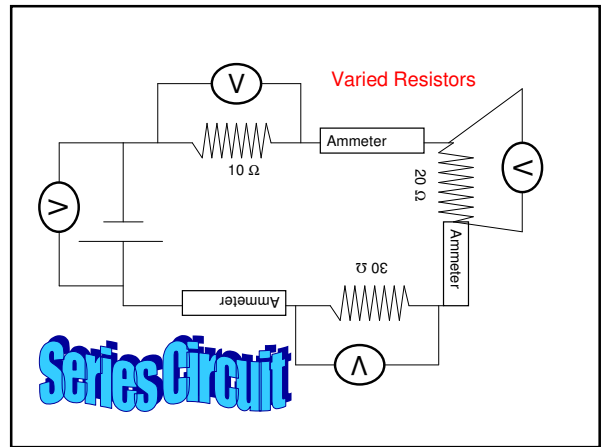 V
Varied Resistors
Ammeter
10 Ω
V
20 Ω
V
Ammeter
30 Ω
Ammeter
V
Series Circuit